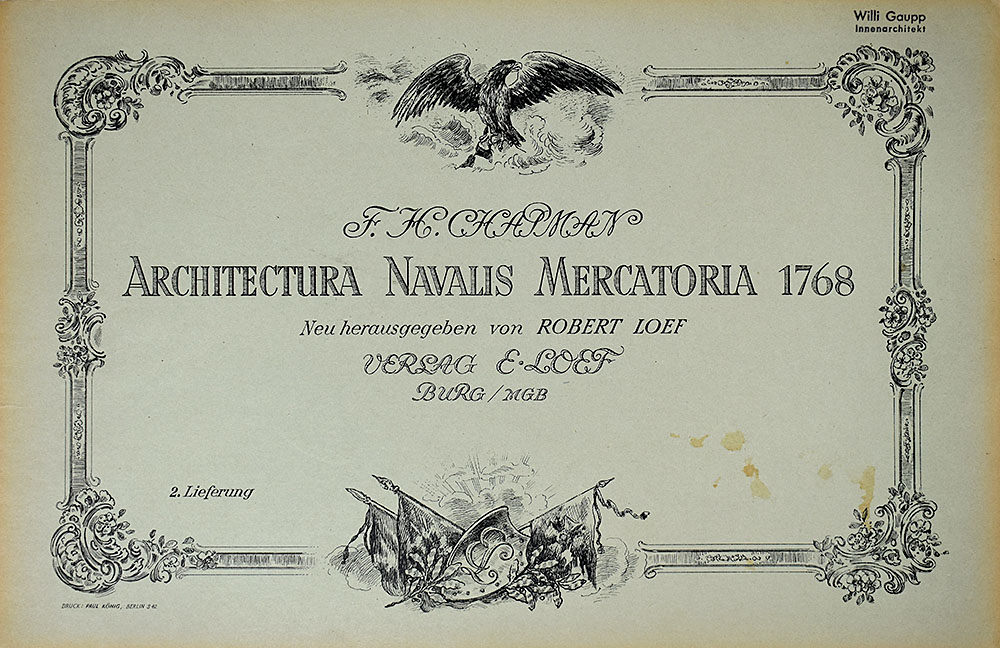 Willi Gaupp
Innenarchitekt
F. H. CHAPMAN
ARCHITECTURA NAVALIS MERCATORIA 1768
Neu herausgegeben von ROBERT LOEF
VERLAG E·LOEF
BURG / MGB
2. Lieferung
DRUCK: PAUL KÖNIG, BERLIN S 42